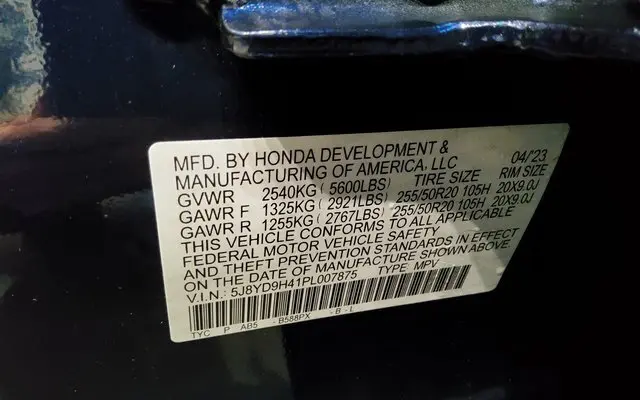 MFD. BY HONDA DEVELOPMENT & 04/23
MANUFACTURING OF AMERICA, LLC
GVWR 2540KG (5600LBS) TIRE SIZE RIM SIZE
GAWR F 1325KG (2921LBS) 255/50R20 105H 20X9.0J
GAWR R 1255KG (2767LBS) 255/50R20 105H 20X9.0J
THIS VEHICLE CONFORMS TO ALL APPLICABLE
FEDERAL MOTOR VEHICLE SAFETY
AND THEFT PREVENTION STANDARDS IN EFFECT
ON THE DATE OF MANUFACTURE SHOWN ABOVE
V.I.N.: 5J8YD9H41PL007875 TYPE: MPV
TYC P AB5 - B588PX - B - L